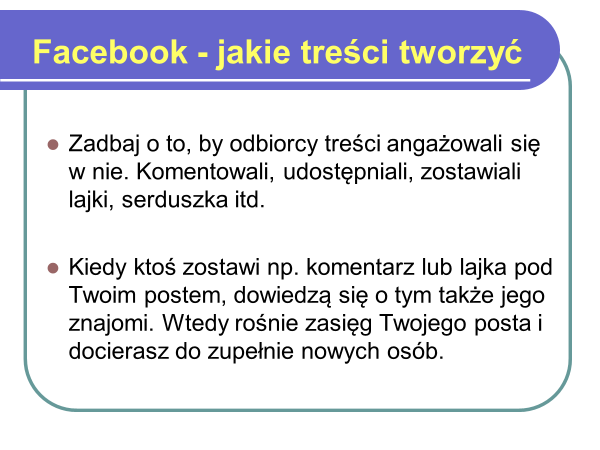 Facebook - jakie treści tworzyć
Zadbaj o to, by odbiorcy treści angażowali się
w nie. Komentowali, udostępniali, zostawiali
lajki, serduszka itd.
Kiedy ktoś zostawi np. komentarz lub lajka pod
Twoim postem, dowiedzą się o tym także jego
znajomi. Wtedy rośnie zasięg Twojego posta i
docierasz do zupełnie nowych osób.